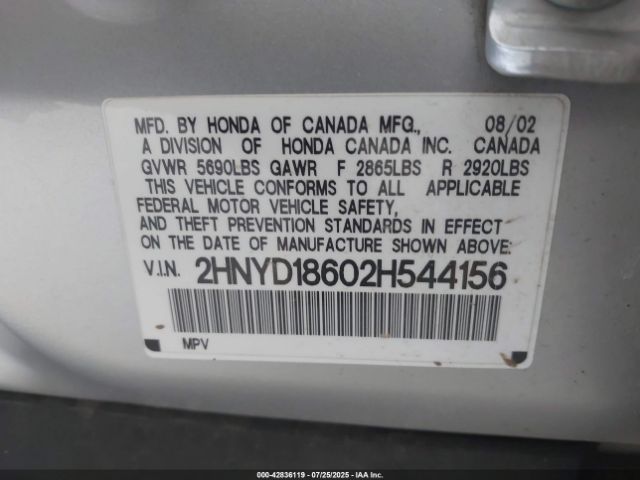 MFD. BY HONDA OF CANADA MFG., 08/02
A DIVISION OF HONDA CANADA INC. CANADA
GVWR 5690LBS GAWR F 2865LBS R 2920LBS
THIS VEHICLE CONFORMS TO ALL APPLICABLE
FEDERAL MOTOR VEHICLE SAFETY,
AND THEFT PREVENTION STANDARDS IN EFFECT
ON THE DATE OF MANUFACTURE SHOWN ABOVE.
V.I.N. 2HNYD18602H544156
MPV
000-42836119 - 07/25/2025 - IAA Inc.